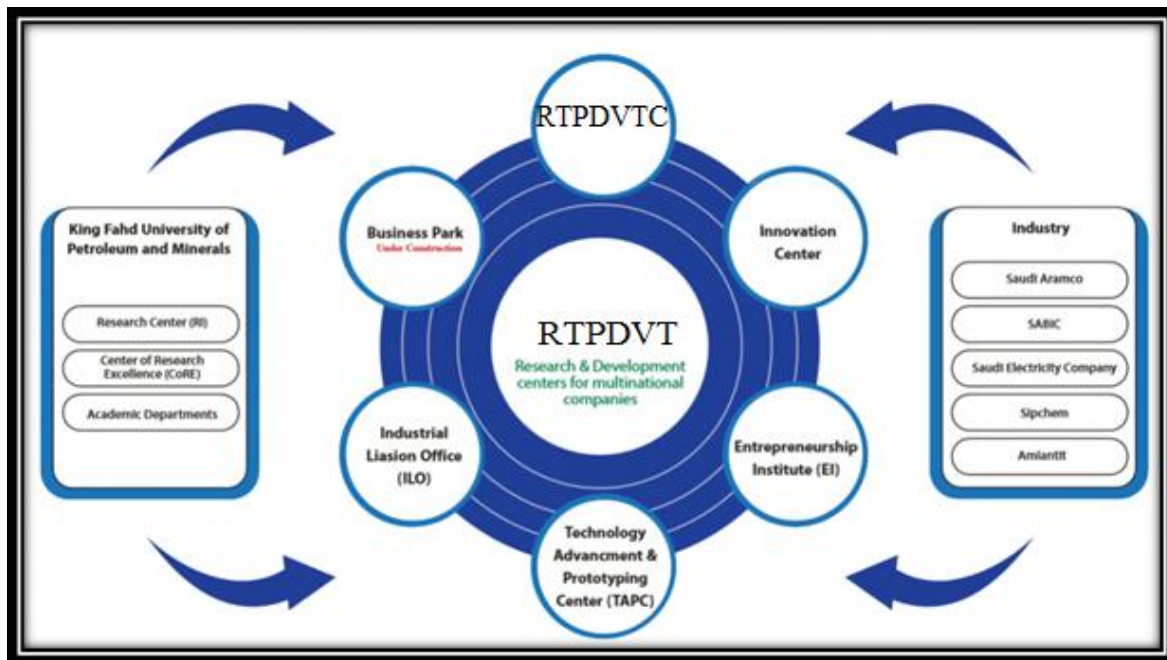 RTPDVTC
King Fahd University of
Petroleum and Minerals
Research Center (RI)
Center of Research
Excellence (CoRE)
Academic Departments
Business Park
Under Construction
Innovation
Center
RTPDVT
Research & Development
centers for multinational
companies
Industrial
Liasion Office
(ILO)
Entrepreneurship
Institute (EI)
Technology
Advancment &
Prototyping
Center (TAPC)
Industry
Saudi Aramco
SABIC
Saudi Electricity Company
Sipchem
Amiantit